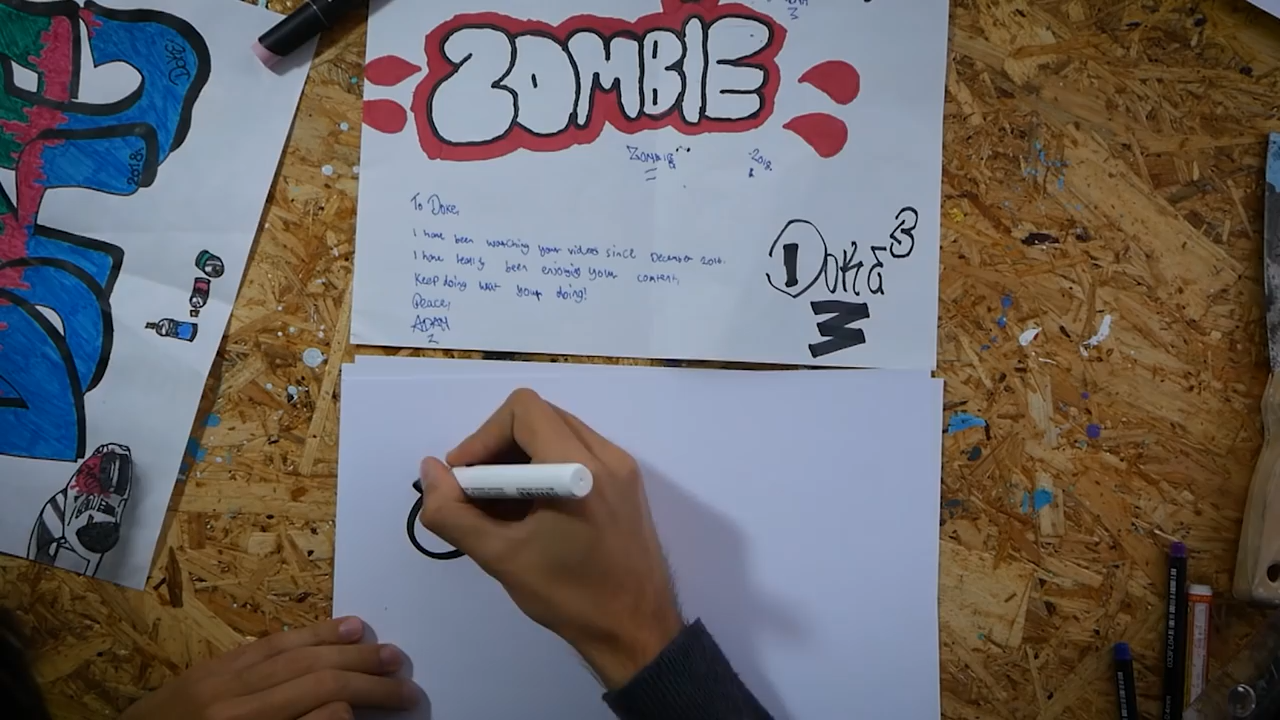 ZOMBIE
DOKE
2018.
ZOMBIE
2018.
To Doke,
I have been watching your videos since December 2016.
I have really been enjoying your content,
Keep doing what your doing!
Peace,
ADAM
Z
DOKE 3